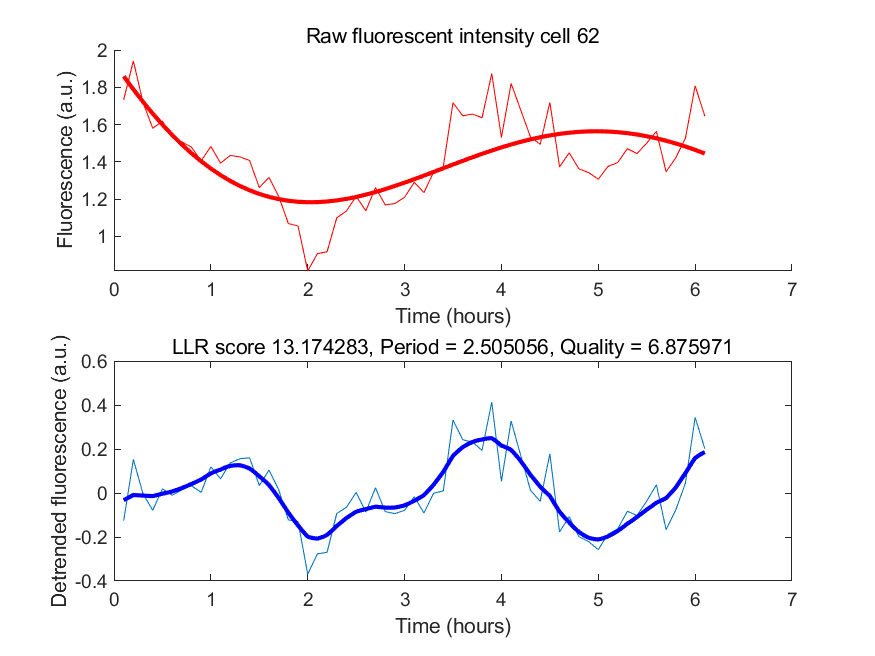 Raw fluorescent intensity cell 62
Fluorescence (a.u.)
2
1.8
1.6
1.4
1.2
1
0 1 2 3 4 5 6 7
Time (hours)
LLR score 13.174283, Period = 2.505056, Quality = 6.875971
Detrended fluorescence (a.u.)
0.6
0.4
0.2
0
-0.2
-0.4
0 1 2 3 4 5 6 7
Time (hours)